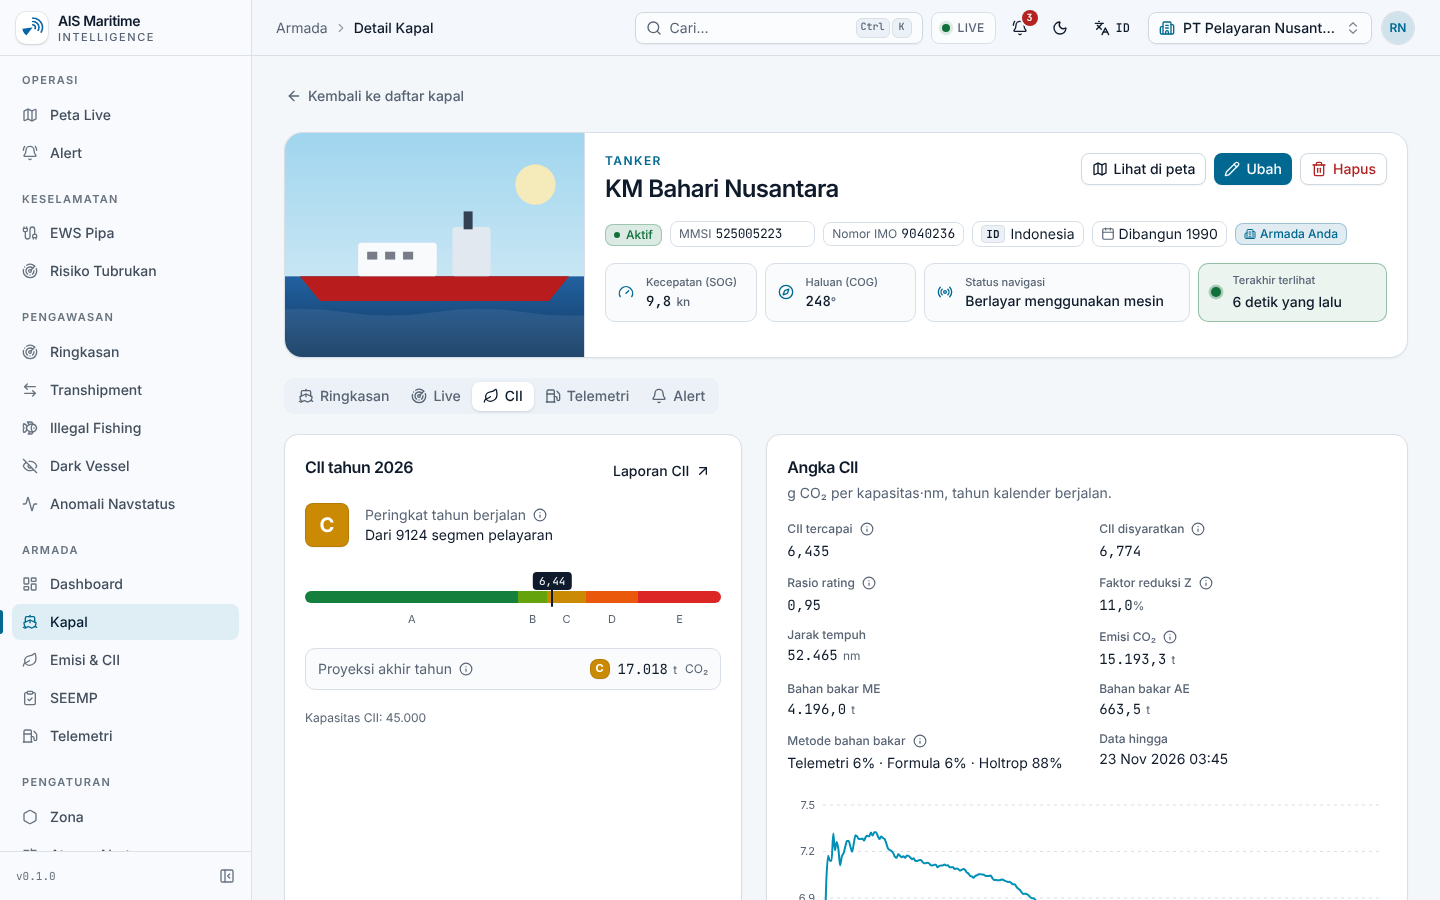 AIS Maritime
INTELLIGENCE
Armada > Detail Kapal
Cari...
Ctrl K
LIVE
3
ID
PT Pelayaran Nusant...
RN
OPERASI
Peta Live
Alert
KESELAMATAN
EWS Pipa
Risiko Tubrukan
PENGAWASAN
Ringkasan
Transhipment
Illegal Fishing
Dark Vessel
Anomali Navstatus
ARMADA
Dashboard
Kapal
Emisi & CII
SEEMP
Telemetri
PENGATURAN
Zona
v0.1.0
Kembali ke daftar kapal
TANKER
KM Bahari Nusantara
Lihat di peta
Ubah
Hapus
Aktif
MMSI 525005223
Nomor IMO 9040236
ID Indonesia
Dibangun 1990
Armada Anda
Kecepatan (SOG)
9,8 kn
Haluan (COG)
248°
Status navigasi
Berlayar menggunakan mesin
Terakhir terlihat
6 detik yang lalu
Ringkasan
Live
CII
Telemetri
Alert
CII tahun 2026
Laporan CII
C
Peringkat tahun berjalan
Dari 9124 segmen pelayaran
6,44
A B C D E
Proyeksi akhir tahun
C 17.018 t CO₂
Kapasitas CII: 45.000
Angka CII
g CO₂ per kapasitas·nm, tahun kalender berjalan.
CII tercapai
6,435
CII disyaratkan
6,774
Rasio rating
0,95
Faktor reduksi Z
11,0%
Jarak tempuh
52.465 nm
Emisi CO₂
15.193,3 t
Bahan bakar ME
4.196,0 t
Bahan bakar AE
663,5 t
Metode bahan bakar
Telemetri 6% · Formula 6% · Holtrop 88%
Data hingga
23 Nov 2026 03:45
7.5
7.2
6.9